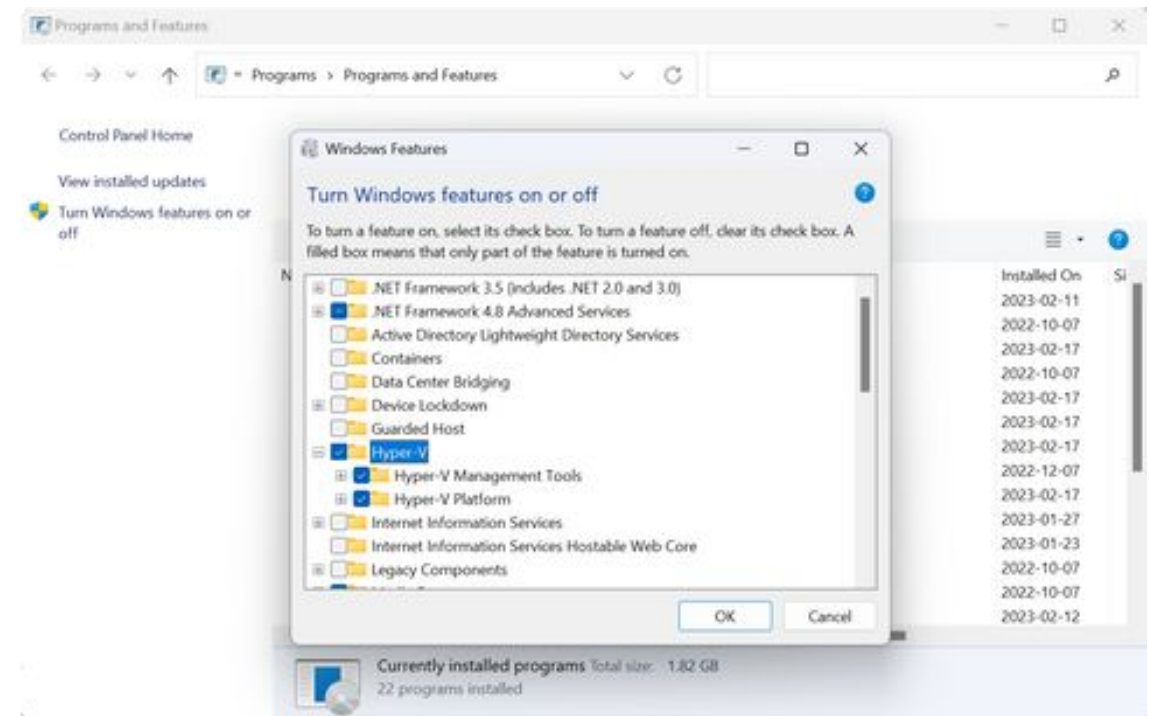 Programs and Features
Programs > Programs and Features
Control Panel Home
View installed updates
Turn Windows features on or
off
Windows Features
Turn Windows features on or off
To turn a feature on, select its check box. To turn a feature off, clear its check box. A
filled box means that only part of the feature is turned on.
.NET Framework 3.5 (includes .NET 2.0 and 3.0)
.NET Framework 4.8 Advanced Services
Active Directory Lightweight Directory Services
Containers
Data Center Bridging
Device Lockdown
Guarded Host
Hyper-V
Hyper-V Management Tools
Hyper-V Platform
Internet Information Services
Internet Information Services Hostable Web Core
Legacy Components
OK Cancel
N
Installed On Si
2023-02-11
2022-10-07
2023-02-17
2022-10-07
2023-02-17
2023-02-17
2023-02-17
2022-12-07
2023-02-17
2023-01-27
2023-01-23
2022-10-07
2022-10-07
2023-02-12
Currently installed programs Total size: 1.82 GB
22 programs installed